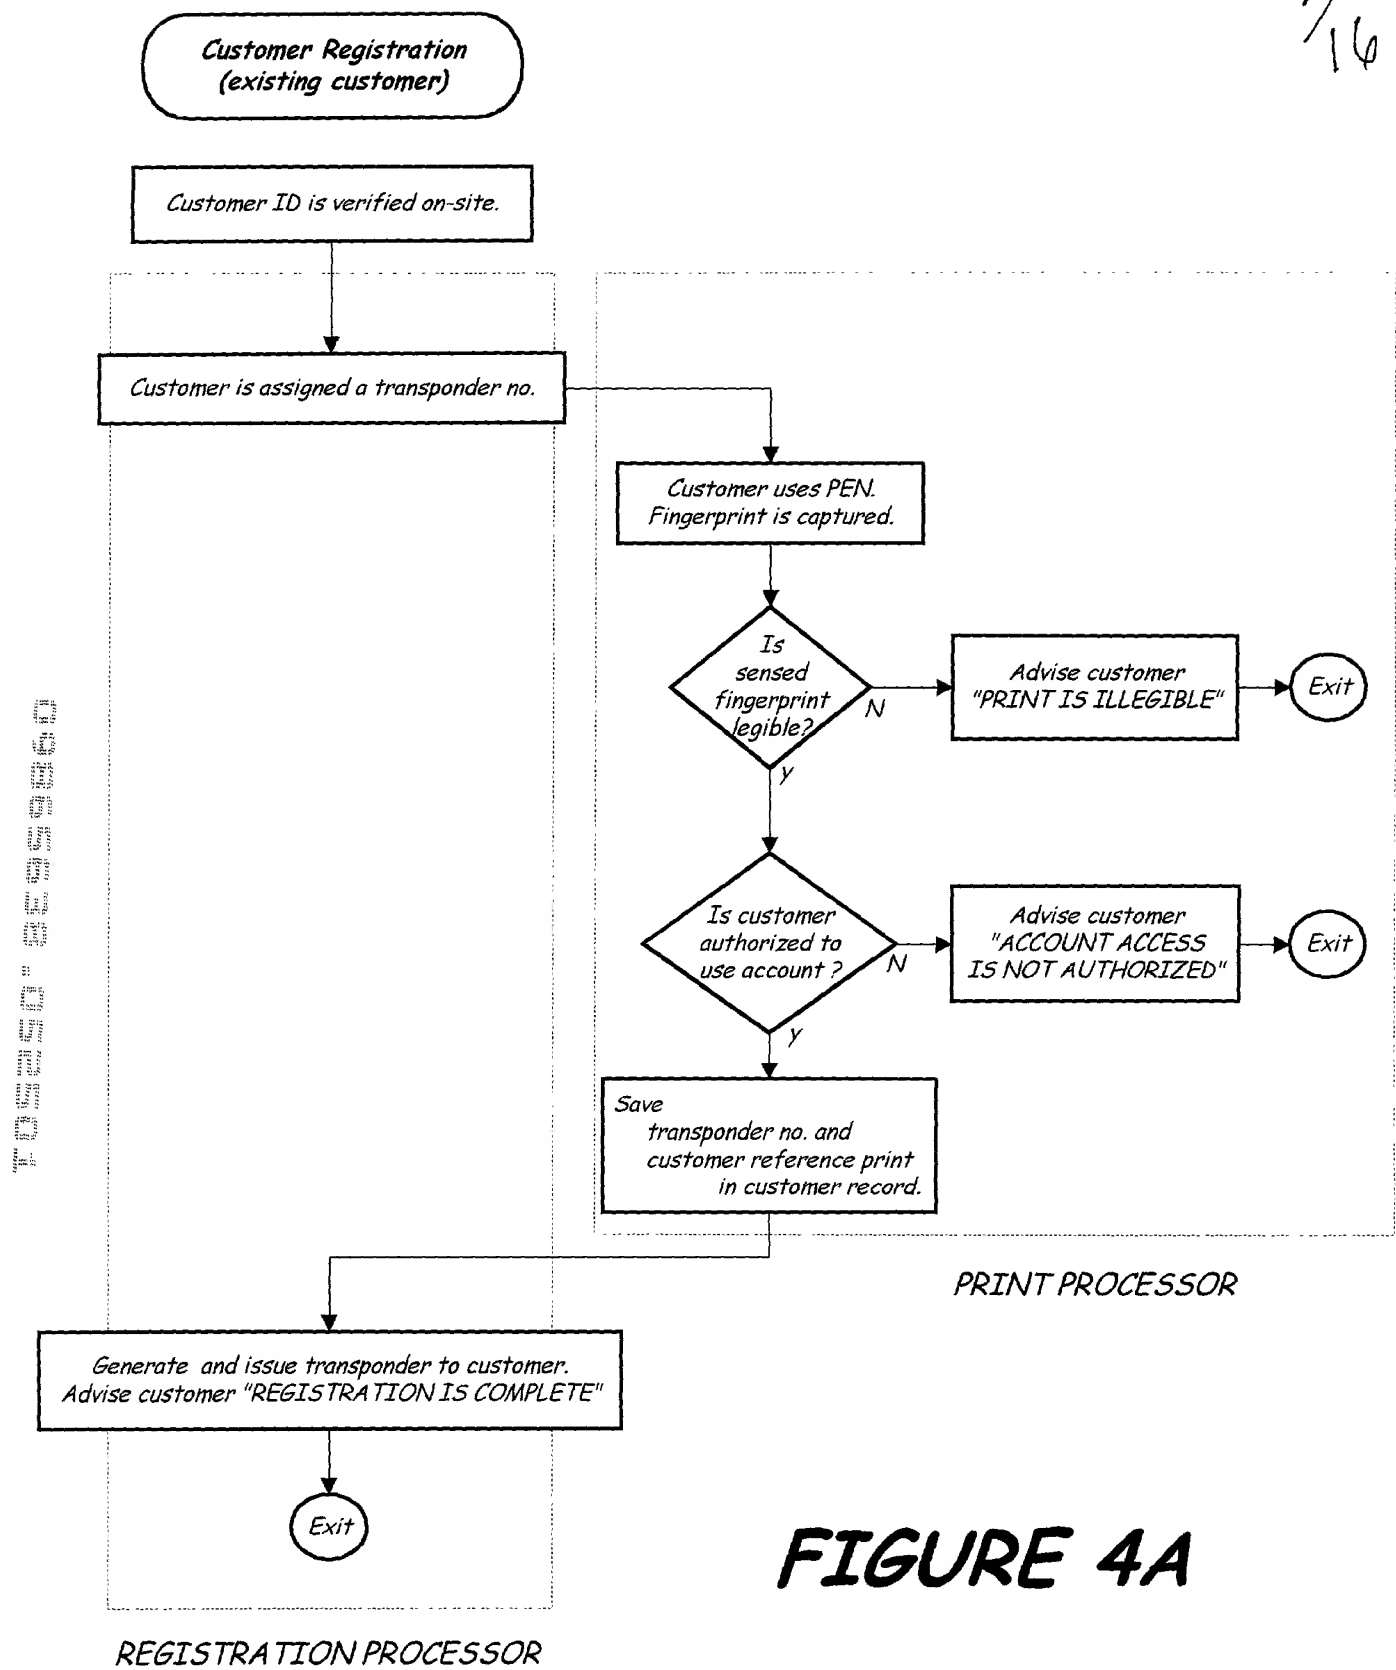 7/16
Customer Registration
(existing customer)
Customer ID is verified on-site.
Customer is assigned a transponder no.
Customer uses PEN.
Fingerprint is captured.
Is
sensed
fingerprint
legible?
N
Advise customer
"PRINT IS ILLEGIBLE"
Exit
Y
Is customer
authorized to
use account ?
N
Advise customer
"ACCOUNT ACCESS
IS NOT AUTHORIZED"
Exit
Y
Save
transponder no. and
customer reference print
in customer record.
PRINT PROCESSOR
Generate and issue transponder to customer.
Advise customer "REGISTRATION IS COMPLETE"
Exit
FIGURE 4A
REGISTRATION PROCESSOR